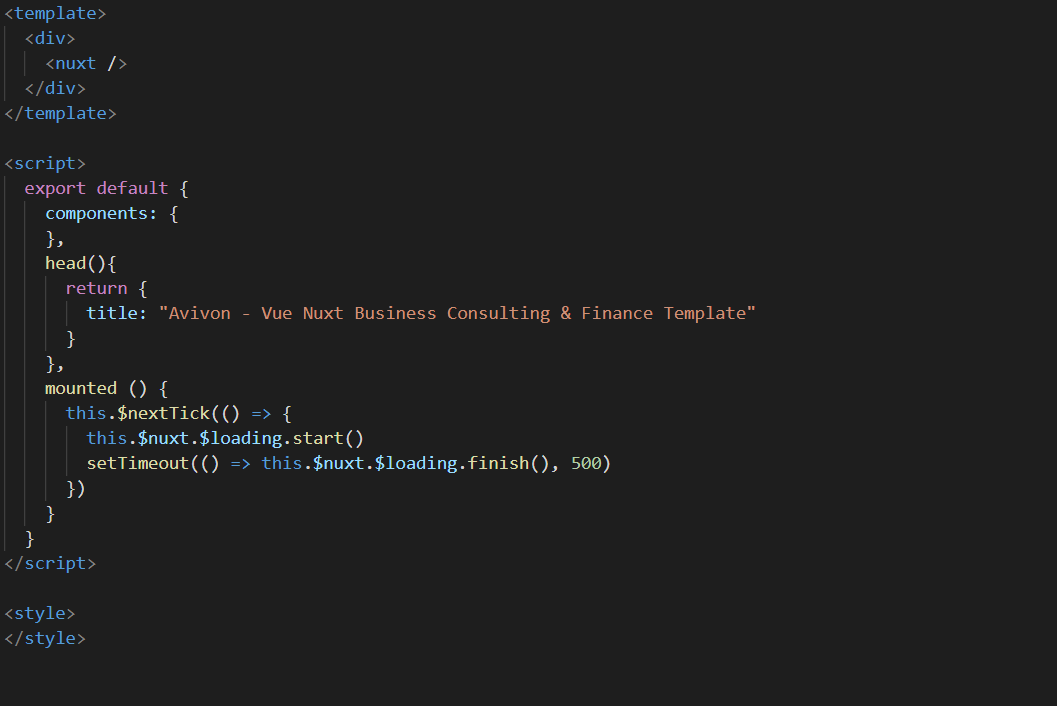 <template>
  <div>
    <nuxt />
  </div>
</template>

<script>
  export default {
    components: {
    },
    head(){
      return {
        title: "Avivon - Vue Nuxt Business Consulting & Finance Template"
      }
    },
    mounted () {
      this.$nextTick(() => {
        this.$nuxt.$loading.start()
        setTimeout(() => this.$nuxt.$loading.finish(), 500)
      })
    }
  }
</script>

<style>
</style>